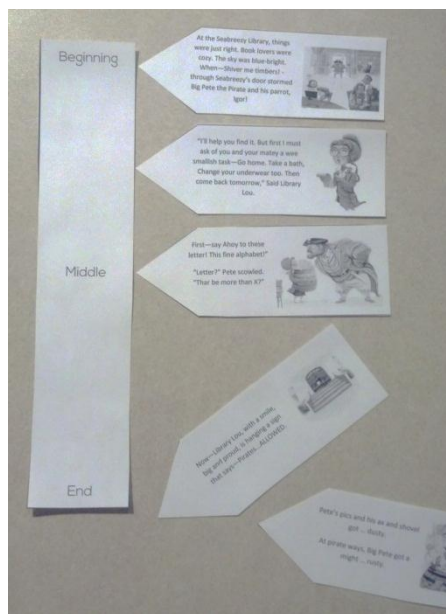 Beginning
At the Seabreezy Library, things
were just right. Book lovers were
cozy. The sky was blue-bright.
When—Shiver me timbers! -
through Seabreezy's door stormed
Big Pete the Pirate and his parrot,
Igor!
"I'll help you find it. But first I must
ask of you and your matey a wee
smallish task—Go home. Take a bath,
Change your underwear too. Then
come back tomorrow," Said Library
Lou.
Middle
First—say Ahoy to these
letter! This fine alphabet!"
"Letter?" Pete scowled.
"Thar be more than X?"
Now—Library Lou, with a smile,
big and proud, is hanging a sign
that says—Pirates...ALLOWED.
End
Pete's pics and his ax and shovel
got ... dusty.
At pirate ways, Big Pete got a
might ... rusty.